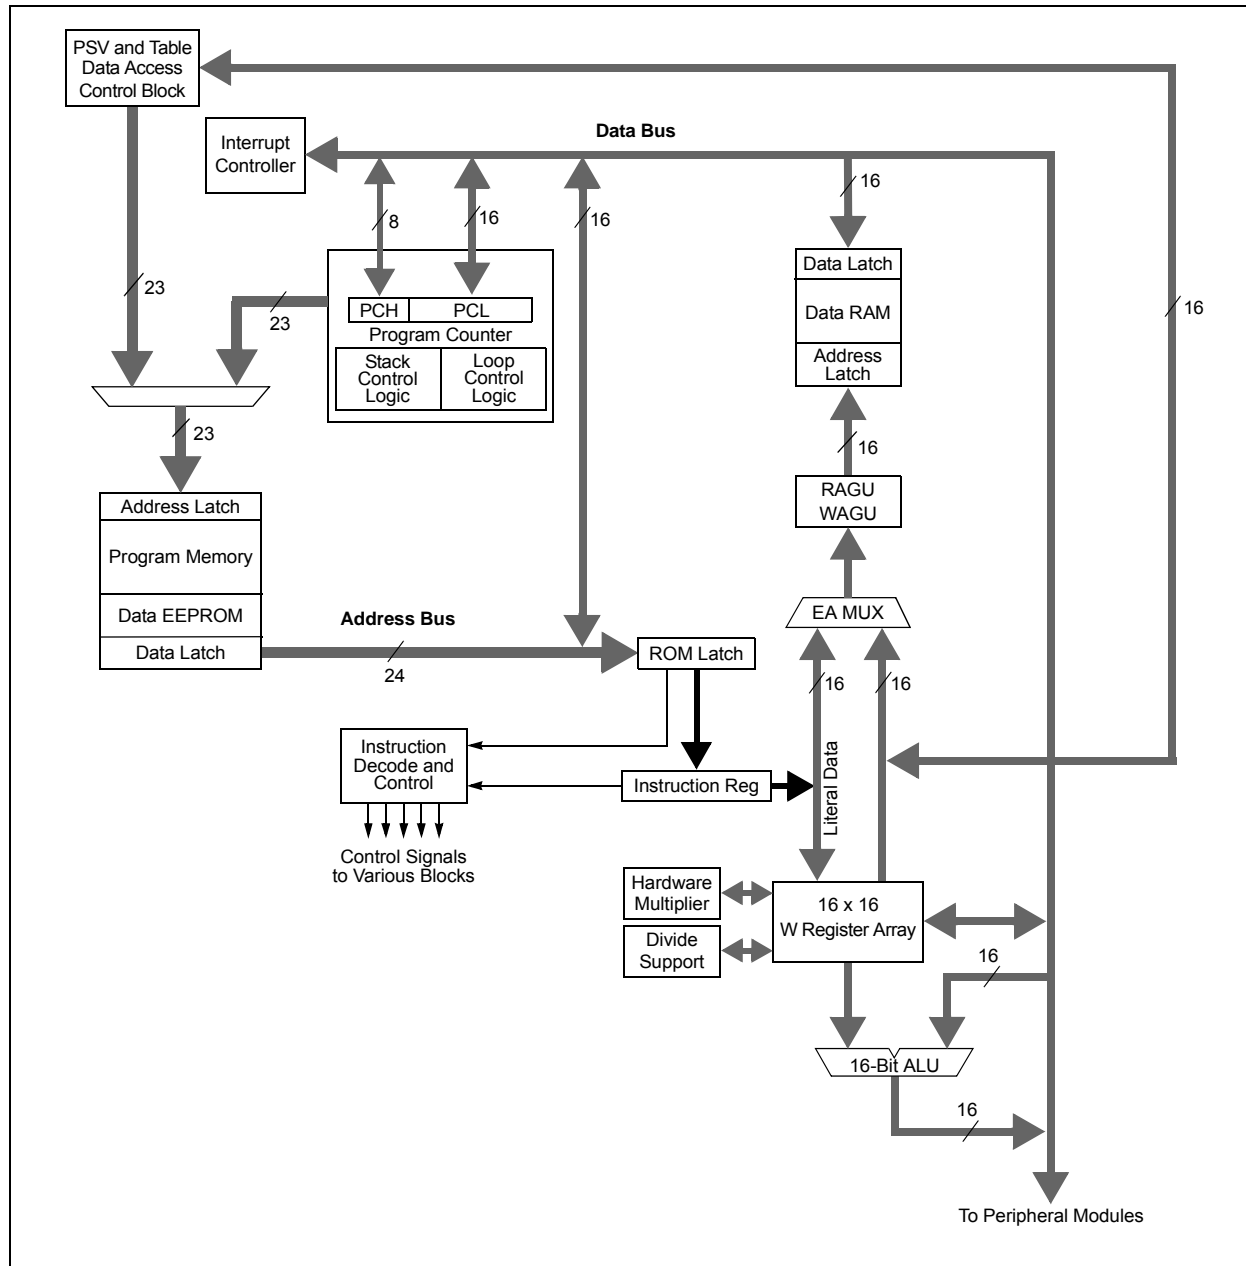 PSV and Table
Data Access
Control Block
Data Bus
Interrupt
Controller
16
8
16
16
Data Latch
23
23
PCH
PCL
Data RAM
16
Program Counter
Stack
Control
Logic
Loop
Control
Logic
Address
Latch
23
16
RAGU
WAGU
Address Latch
Program Memory
Data EEPROM
Address Bus
EA MUX
Data Latch
24
ROM Latch
16
16
Instruction
Decode and
Control
Instruction Reg
Literal Data
Control Signals
to Various Blocks
Hardware
Multiplier
16 x 16
W Register Array
Divide
Support
16
16-Bit ALU
16
To Peripheral Modules